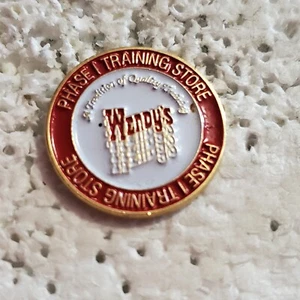 PHASE I TRAINING STORE
A Tradition of Quality Training
WENDY'S
PHASE I TRAINING STORE